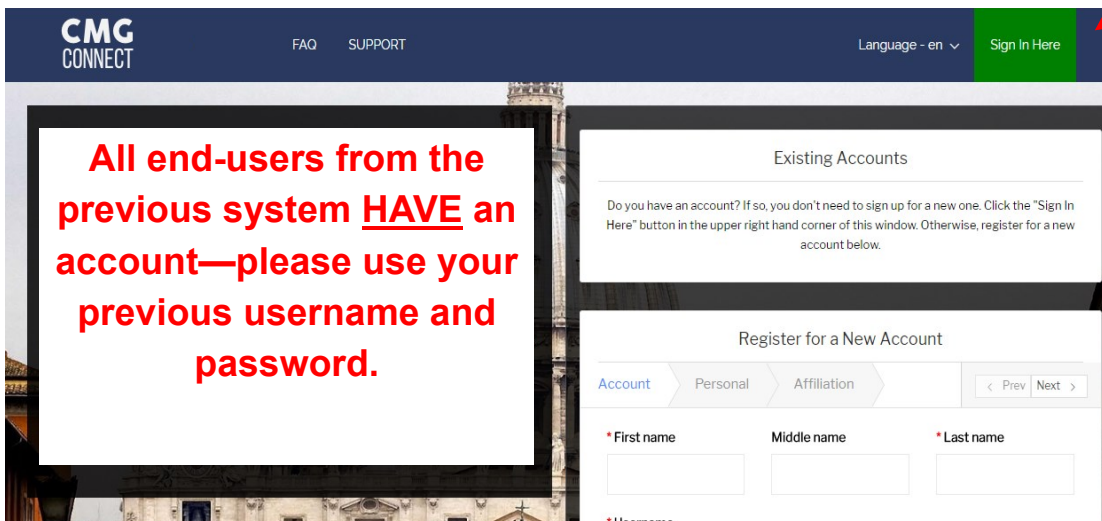 CMG
CONNECT
FAQ SUPPORT
Language - en
Sign In Here
All end-users from the
previous system HAVE an
account—please use your
previous username and
password.
Existing Accounts
Do you have an account? If so, you don't need to sign up for a new one. Click the "Sign In
Here" button in the upper right hand corner of this window. Otherwise, register for a new
account below.
Register for a New Account
Account Personal Affiliation
< Prev Next >
* First name Middle name * Last name
* Username